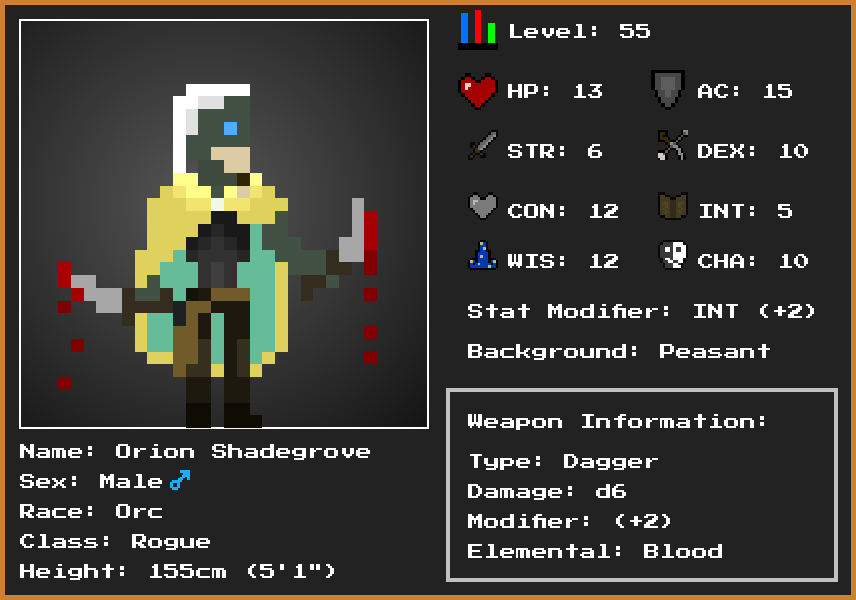 Level: 55
HP: 13
AC: 15
STR: 6
DEX: 10
CON: 12
INT: 5
WIS: 12
CHA: 10
Stat Modifier: INT (+2)
Background: Peasant
Weapon Information:
Type: Dagger
Damage: d6
Modifier: (+2)
Elemental: Blood
Name: Orion Shadegrove
Sex: Male♂
Race: Orc
Class: Rogue
Height: 155cm (5'1")